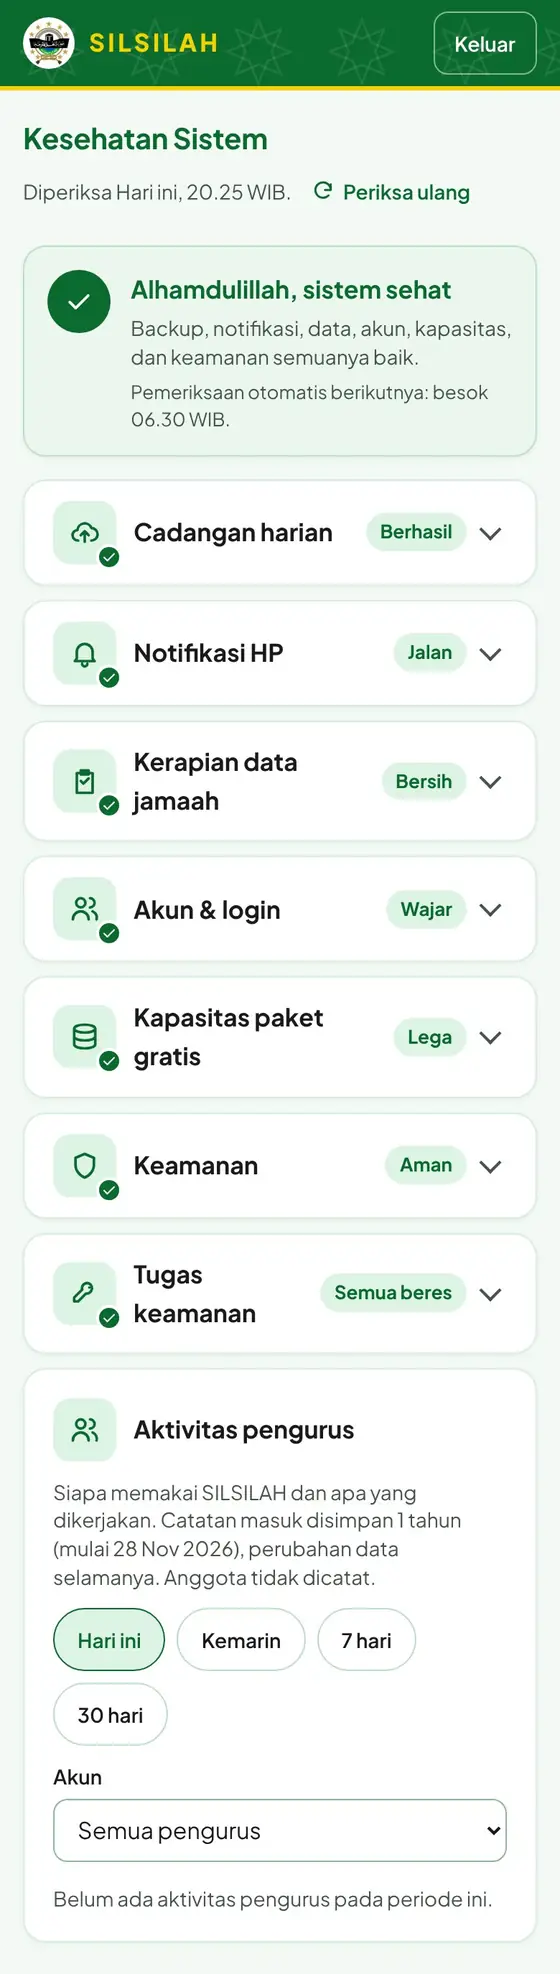 SILSILAH
Keluar
Kesehatan Sistem
Diperiksa Hari ini, 20.25 WIB.
Periksa ulang
Alhamdulillah, sistem sehat
Backup, notifikasi, data, akun, kapasitas,
dan keamanan semuanya baik.
Pemeriksaan otomatis berikutnya: besok
06.30 WIB.
Cadangan harian
Berhasil
Notifikasi HP
Jalan
Kerapian data
jamaah
Bersih
Akun & login
Wajar
Kapasitas paket
gratis
Lega
Keamanan
Aman
Tugas
keamanan
Semua beres
Aktivitas pengurus
Siapa memakai SILSILAH dan apa yang
dikerjakan. Catatan masuk disimpan 1 tahun
(mulai 28 Nov 2026), perubahan data
selamanya. Anggota tidak dicatat.
Hari ini
Kemarin
7 hari
30 hari
Akun
Semua pengurus
Belum ada aktivitas pengurus pada periode ini.